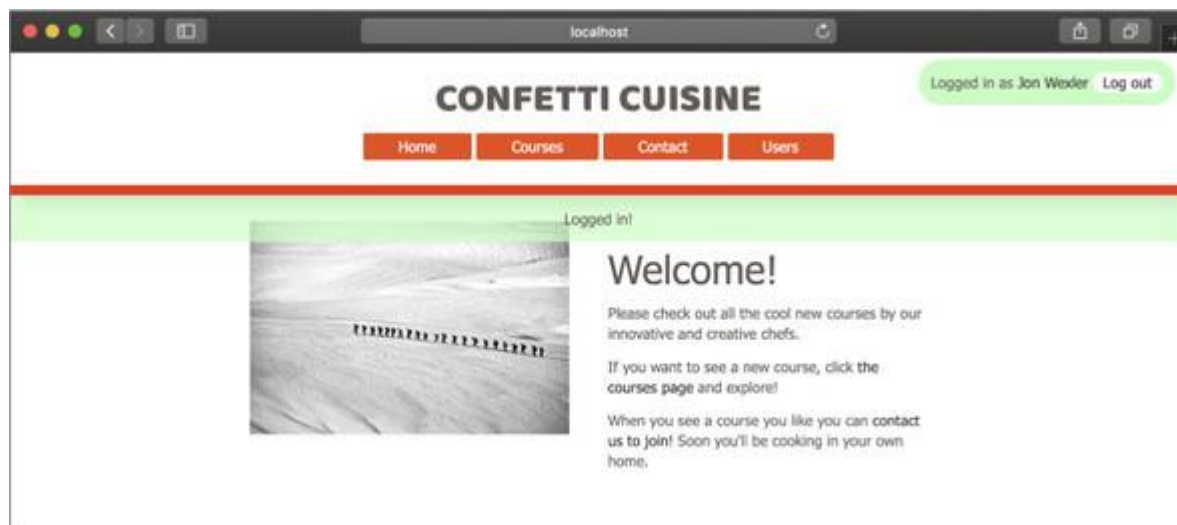 localhost
Logged in as Jon Wexler Log out
CONFETTI CUISINE
Home Courses Contact Users
Logged in!
Welcome!
Please check out all the cool new courses by our
innovative and creative chefs.
If you want to see a new course, click the
courses page and explore!
When you see a course you like you can contact
us to join! Soon you'll be cooking in your own
home.